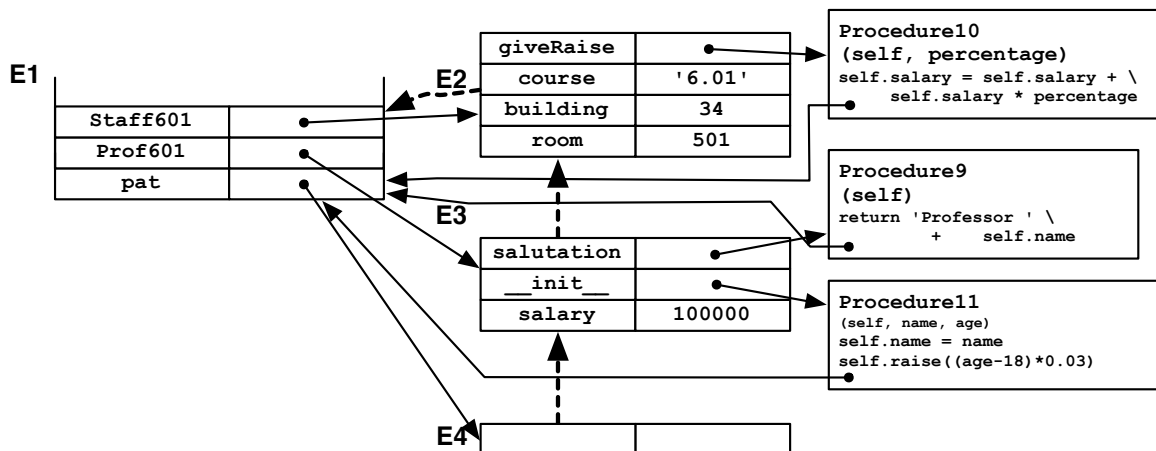 E1
Staff601
Prof601
pat
E2
giveRaise
course '6.01'
building 34
room 501
E3
salutation
__init__
salary 100000
E4
Procedure10
(self, percentage)
self.salary = self.salary + \
self.salary * percentage
Procedure9
(self)
return 'Professor ' \
+ self.name
Procedure11
(self, name, age)
self.name = name
self.raise((age-18)*0.03)